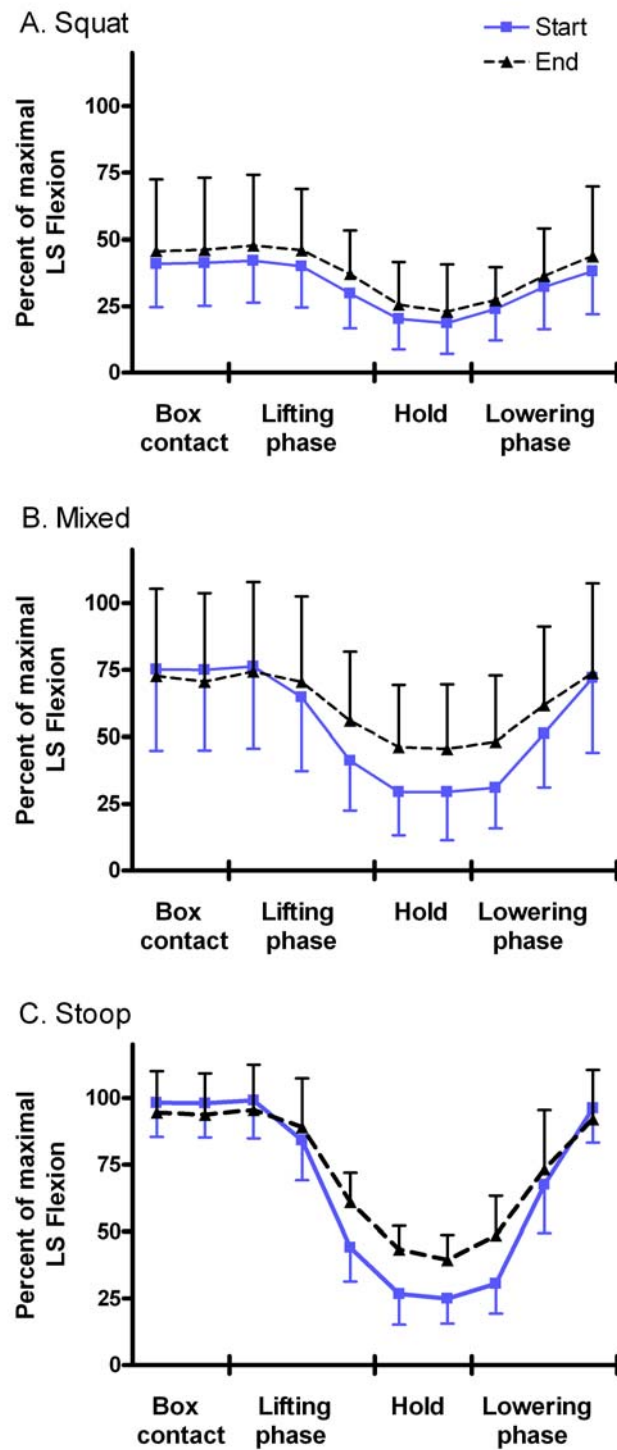 A. Squat
Start
End
Percent of maximal
LS Flexion
100
75
50
25
0
Box
contact
Lifting
phase
Hold
Lowering
phase
B. Mixed
Percent of maximal
LS Flexion
100
75
50
25
0
Box
contact
Lifting
phase
Hold
Lowering
phase
C. Stoop
Percent of maximal
LS Flexion
100
75
50
25
0
Box
contact
Lifting
phase
Hold
Lowering
phase